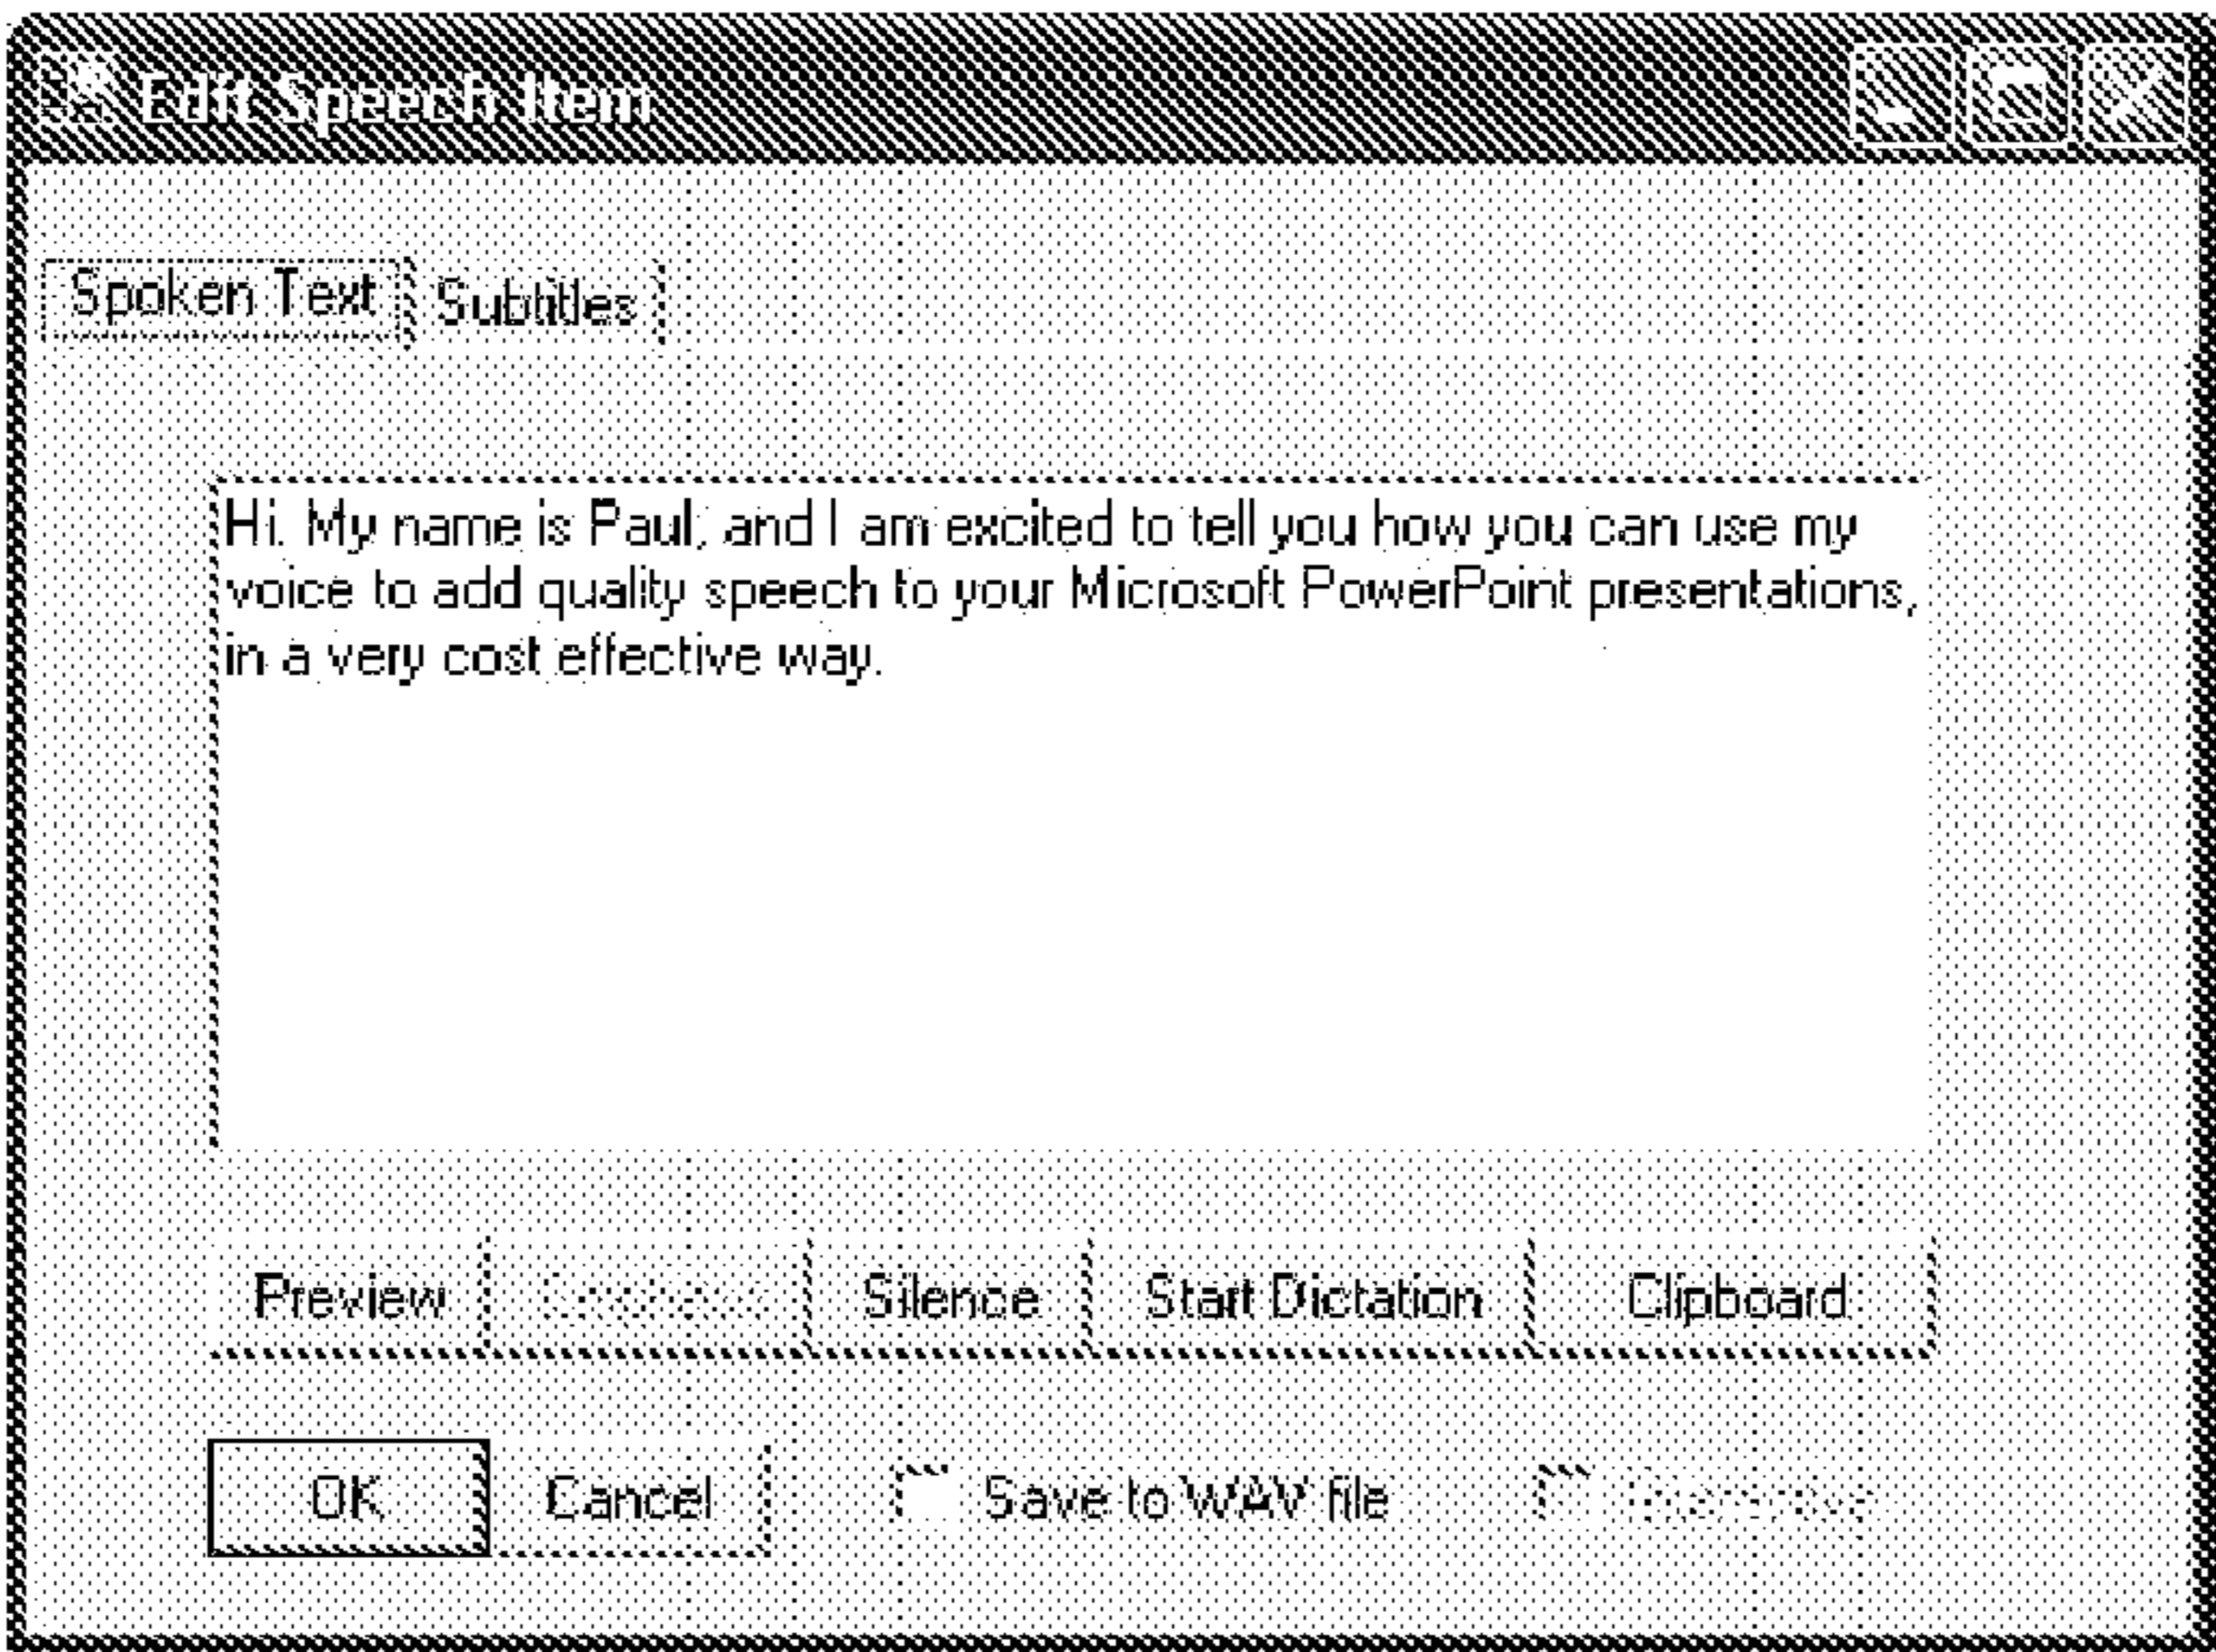 Edit Speech Item
Spoken Text Subtitles
Hi. My name is Paul, and I am excited to tell you how you can use my
voice to add quality speech to your Microsoft PowerPoint presentations,
in a very cost effective way.
Preview Silence Start Dictation Clipboard
OK Cancel Save to WAV file